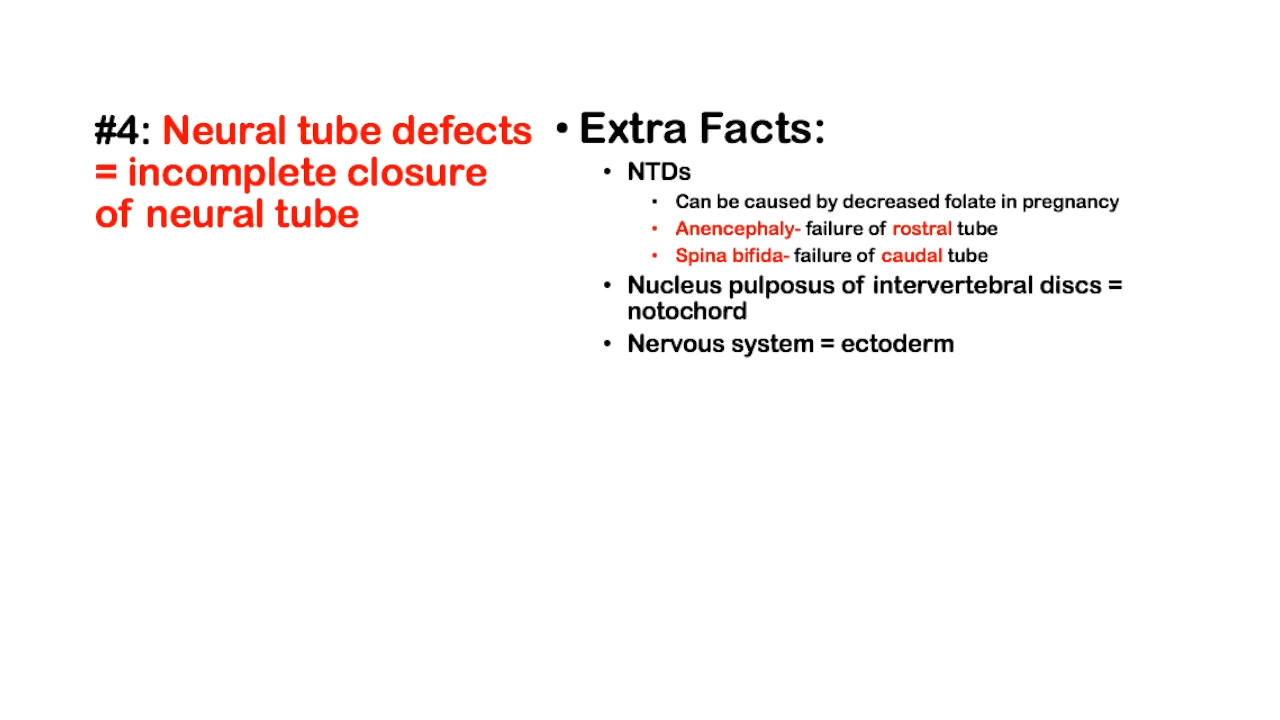 #4: Neural tube defects
= incomplete closure
of neural tube
• Extra Facts:
• NTDs
• Can be caused by decreased folate in pregnancy
• Anencephaly- failure of rostral tube
• Spina bifida- failure of caudal tube
• Nucleus pulposus of intervertebral discs =
notochord
• Nervous system = ectoderm